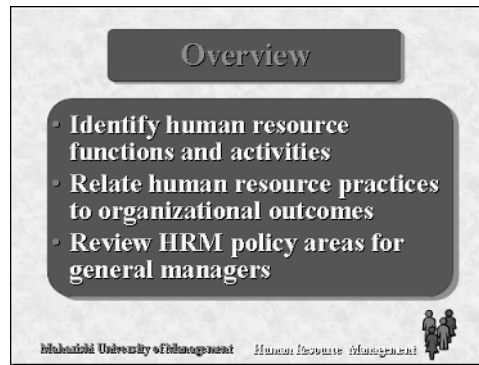 Overview
• Identify human resource
functions and activities
• Relate human resource practices
to organizational outcomes
• Review HRM policy areas for
general managers
Maharishi University of Management Human Resource Management